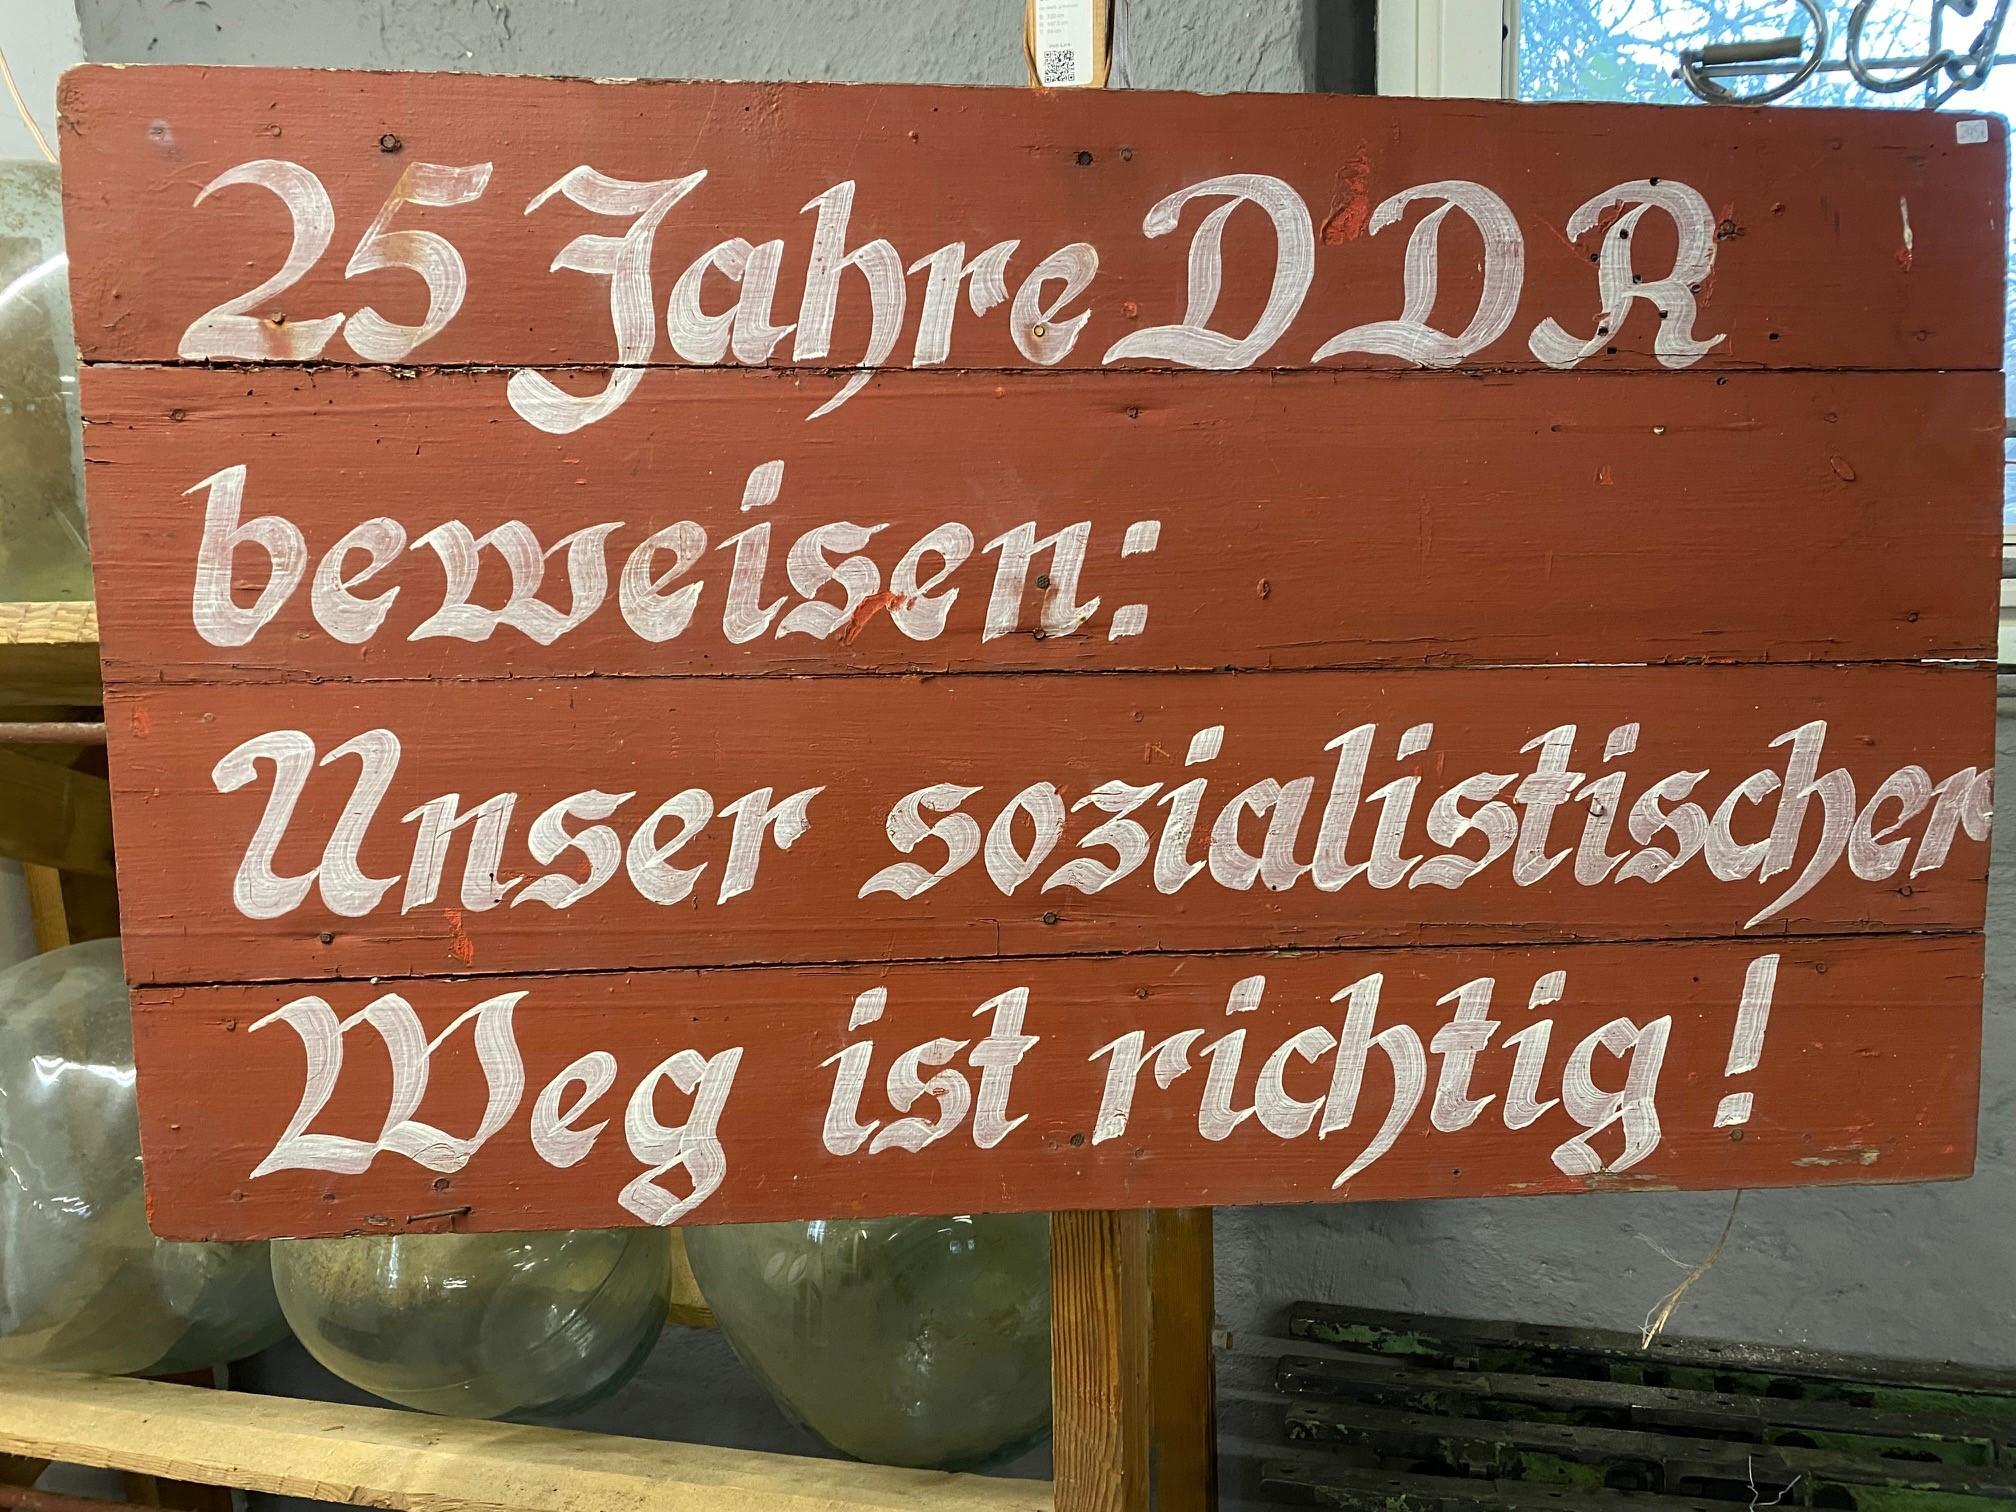 25 Jahre DDR
beweisen:
Unser sozialistischer
Weg ist richtig!